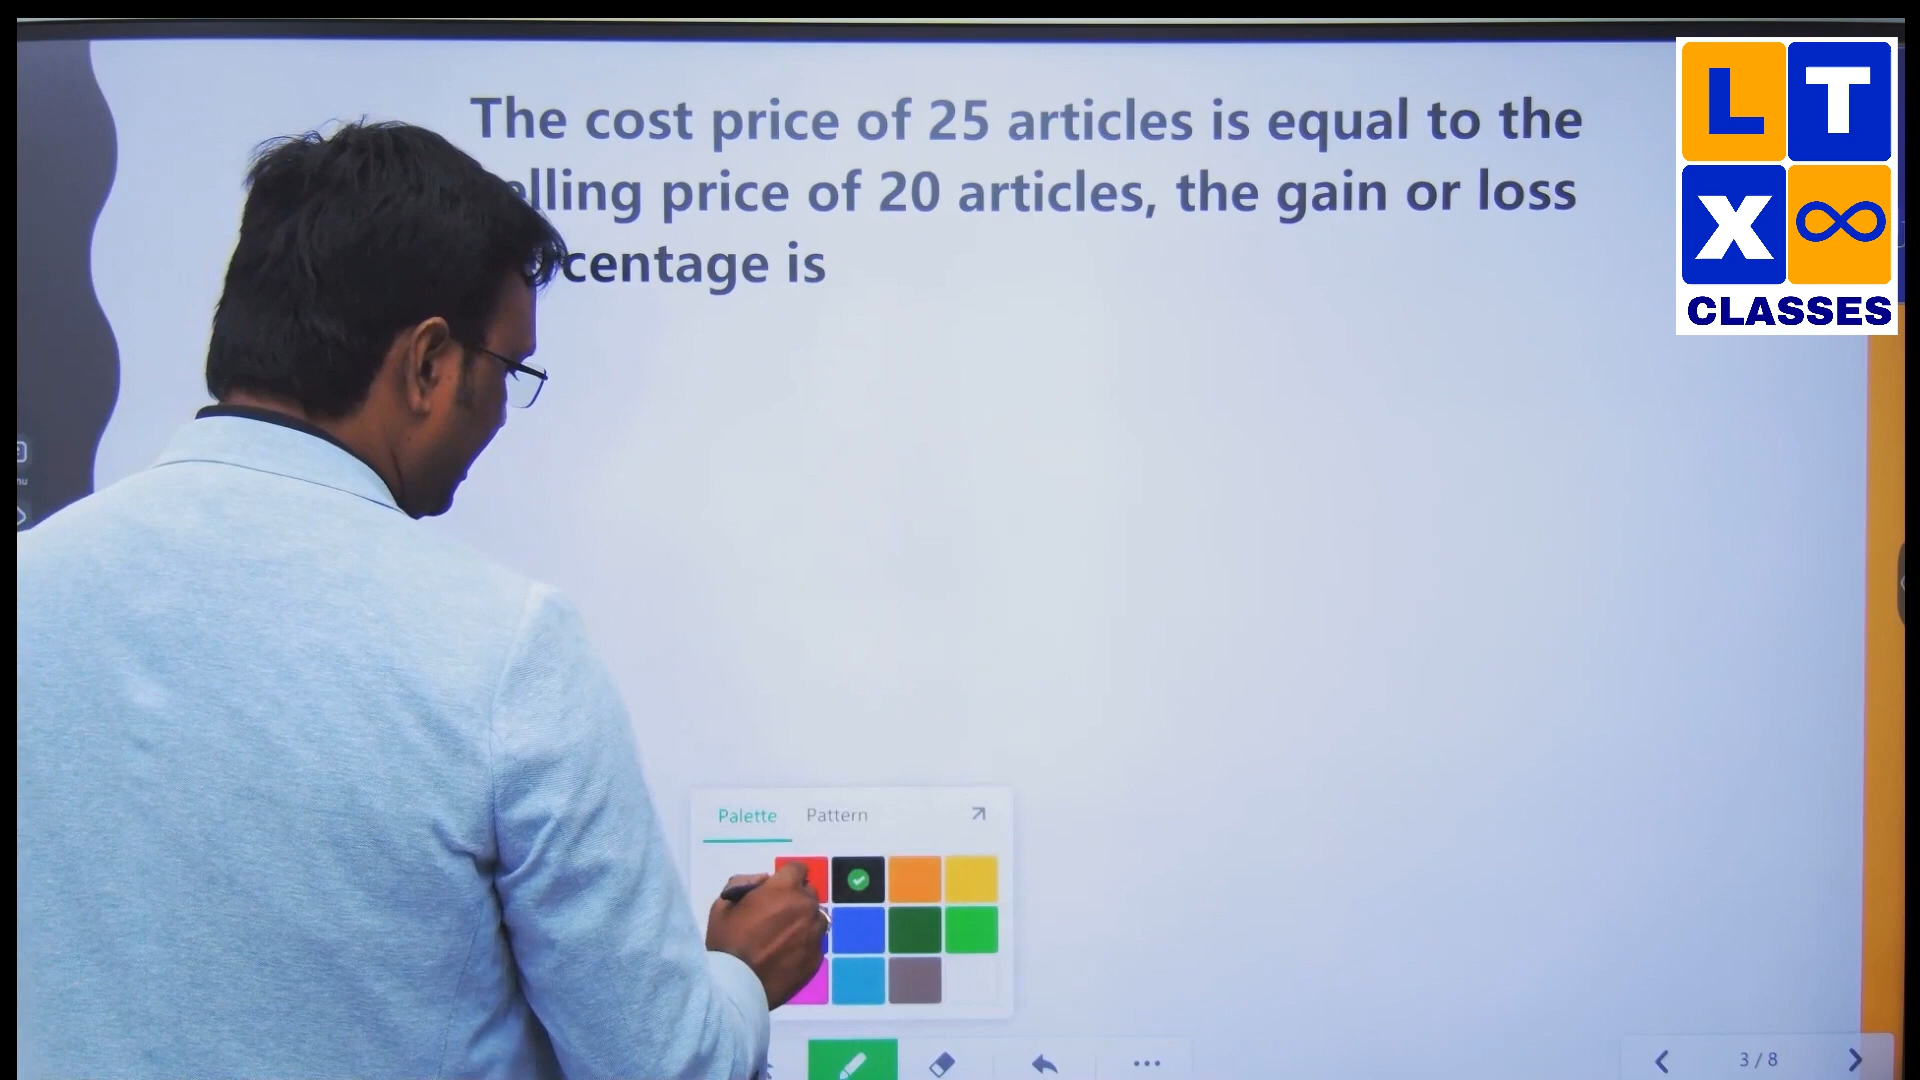 The cost price of 25 articles is equal to the
elling price of 20 articles, the gain or loss
centage is
L T
X ∞
CLASSES
Palette Pattern
3 / 8